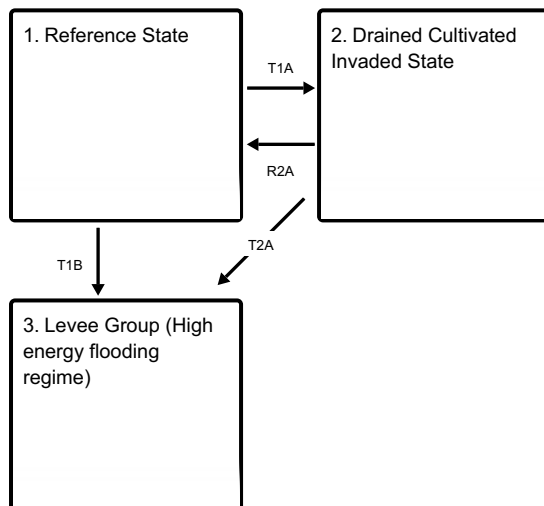 1. Reference State
2. Drained Cultivated
Invaded State
T1A
R2A
T2A
T1B
3. Levee Group (High
energy flooding
regime)